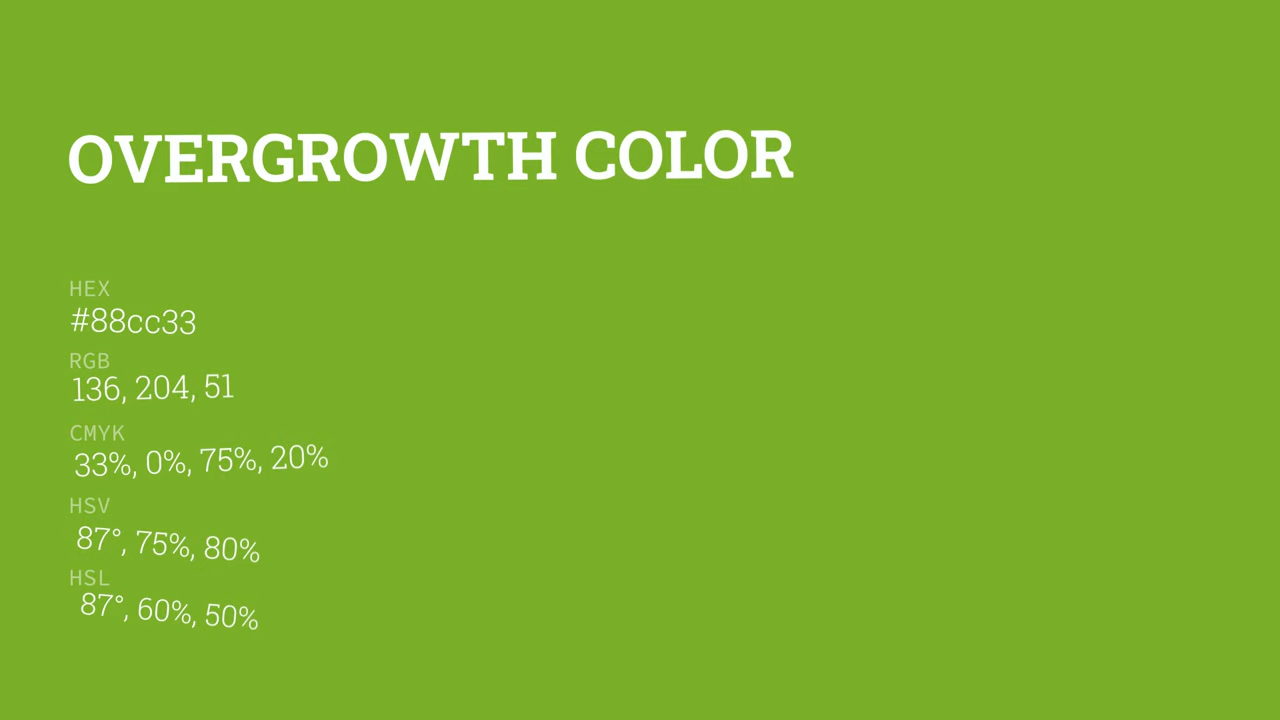 OVERGROWTH COLOR
HEX
#88cc33
RGB
136, 204, 51
CMYK
33%, 0%, 75%, 20%
HSV
87°, 75%, 80%
HSL
87°, 60%, 50%